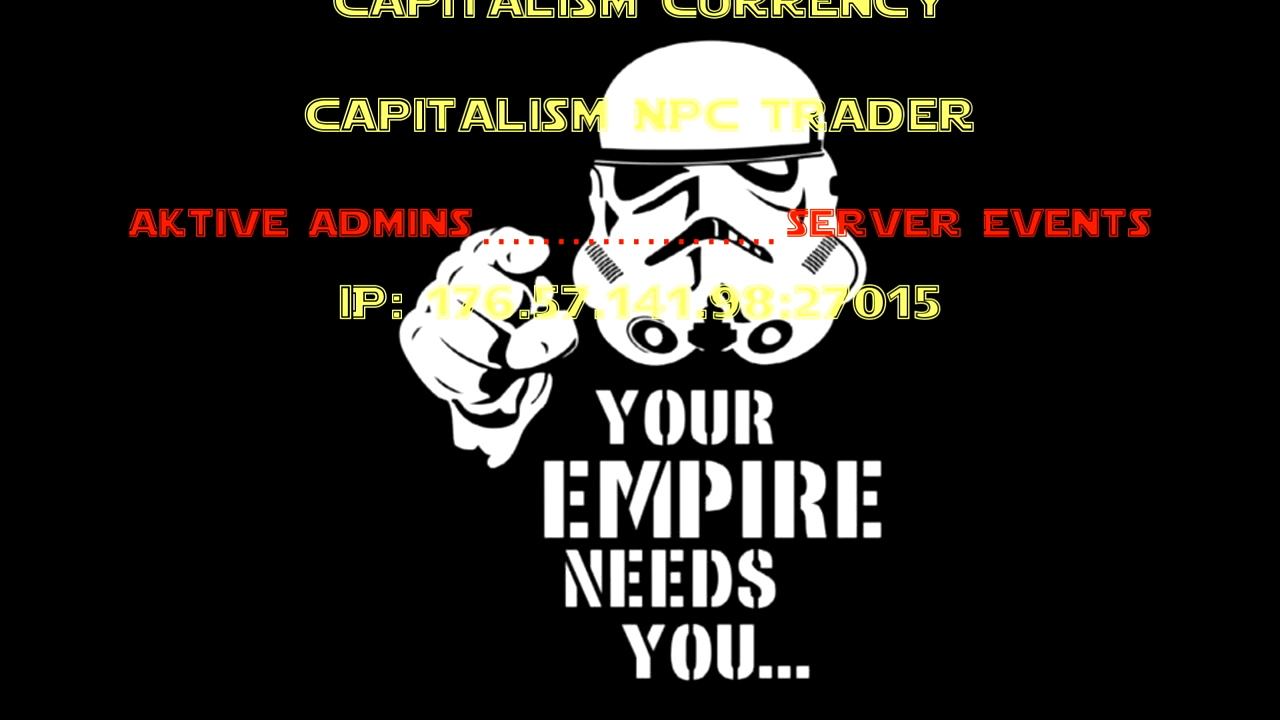 CAPITALISM CURRENCY
CAPITALISM NPC TRADER
AKTIVE ADMINS................SERVER EVENTS
IP: 176.57.141.98:27015
YOUR
EMPIRE
NEEDS
YOU...